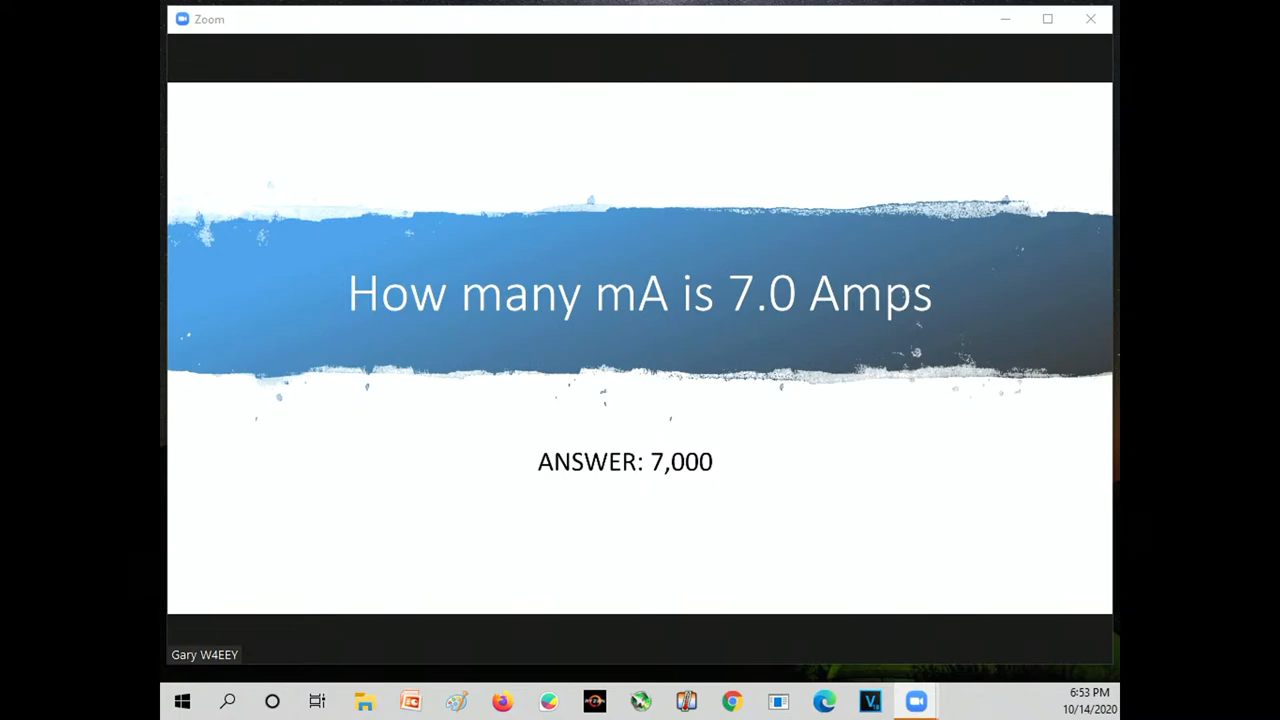 Zoom
How many mA is 7.0 Amps
ANSWER: 7,000
Gary W4EEY
6:53 PM
10/14/2020